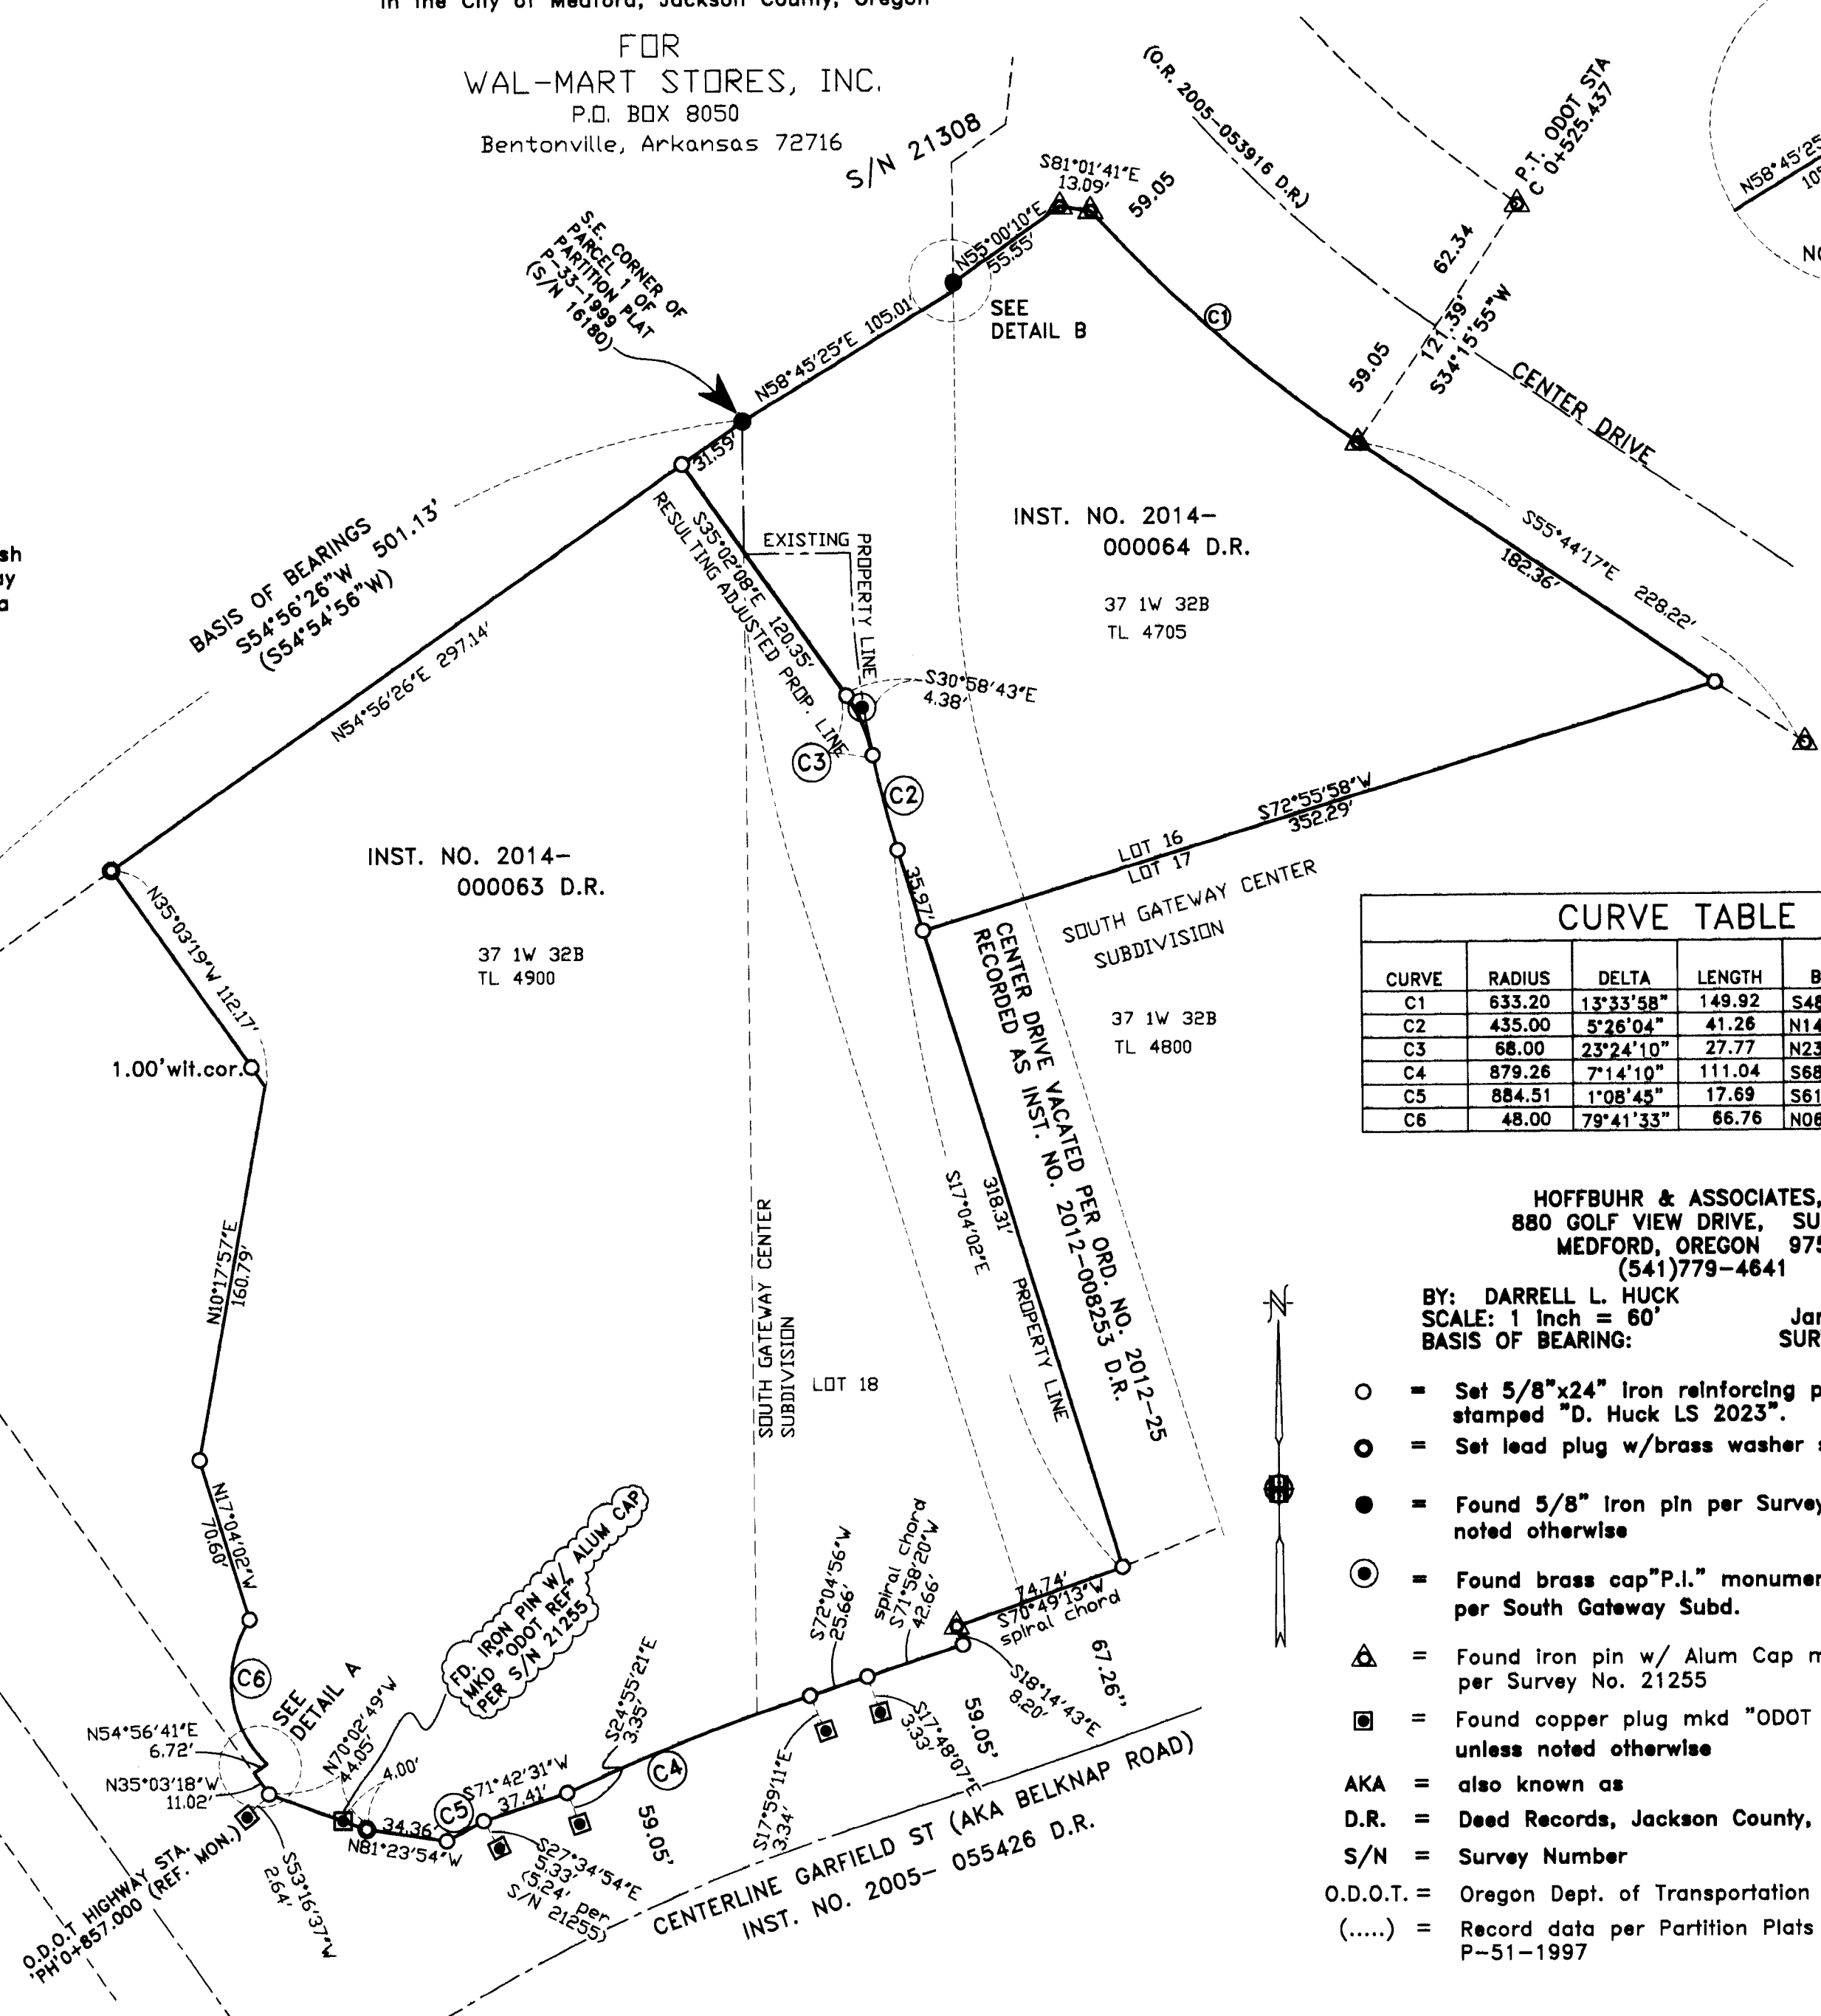 in the City of Medford, Jackson County, Oregon
FOR
WAL-MART STORES, INC.
P.O. BOX 8050
Bentonville, Arkansas 72716
S/N 21308
S81°01'41"E
13.09'
59.05
(O.R. 2005-053916 D.R.)
P.T. ODOT STA
C 0+525.437
N58°45'25
62.34
121.39'
S34°15'55"W
59.05
CENTER DRIVE
S.E. CORNER OF
PARCEL 1 OF
PARTITION PLAT
P-33-1999
(S/N 16180)
N55°00'10"E
55.55'
SEE
DETAIL B
C1
N58°45'25"E 105.01'
31.59'
BASIS OF BEARINGS
S54°56'26"W 501.13'
(S54°54'56"W)
N54°56'26"E 297.14'
S35°02'08"E 120.35'
RESULTING ADJUSTED PROP. LINE
EXISTING
PROPERTY LINE
INST. NO. 2014-
000064 D.R.
37 1W 32B
TL 4705
S55°44'17"E 228.22'
182.36'
S30°58'43"E
4.38'
C3
C2
35.97'
S72°55'58"W
352.29'
LOT 16
LOT 17
SOUTH GATEWAY CENTER
SUBDIVISION
37 1W 32B
TL 4800
INST. NO. 2014-
000063 D.R.
37 1W 32B
TL 4900
N35°03'19"W 112.17'
1.00'wit.cor.
N10°17'57"E
160.79'
N17°04'02"W
70.60'
CENTER DRIVE VACATED PER ORD. NO. 2012-25
RECORDED AS INST. NO. 2012-008253 D.R.
318.31'
S17°04'02"E
PROPERTY LINE
SOUTH GATEWAY CENTER
SUBDIVISION
LOT 18
CURVE TABLE
CURVE RADIUS DELTA LENGTH B
C1 633.20 13°33'58" 149.92 S48
C2 435.00 5°26'04" 41.26 N14
C3 68.00 23°24'10" 27.77 N23
C4 879.26 7°14'10" 111.04 S68
C5 884.51 1°08'45" 17.69 S61
C6 48.00 79°41'33" 66.76 N06
HOFFBUHR & ASSOCIATES,
880 GOLF VIEW DRIVE, SU
MEDFORD, OREGON 975
(541)779-4641
BY: DARRELL L. HUCK
SCALE: 1 inch = 60' Jan
BASIS OF BEARING: SUR
N
○ = Set 5/8"x24" iron reinforcing p
stamped "D. Huck LS 2023".
= Set lead plug w/brass washer s
● = Found 5/8" iron pin per Survey
noted otherwise
= Found brass cap"P.I." monumen
per South Gateway Subd.
= Found iron pin w/ Alum Cap m
per Survey No. 21255
= Found copper plug mkd "ODOT
unless noted otherwise
AKA = also known as
D.R. = Deed Records, Jackson County,
S/N = Survey Number
O.D.O.T. = Oregon Dept. of Transportation
(.....) = Record data per Partition Plats
P-51-1997
C6
SEE
DETAIL A
N54°56'41"E
6.72'
N35°03'18"W
11.02'
N70°02'49"W
44.05'
4.00'
FD. IRON PIN W/ ALUM CAP
MKD "ODOT REF"
PER S/N 21255
34.36'
N81°23'54"W
C5
S71°42'31"W
37.41'
S24°55'21"E
3.35'
C4
59.05'
S72°04'56"W
25.66'
spiral chord
S71°58'20"W
42.66'
74.74'
S70°49'13"W
spiral chord
S18°14'43"E
8.20'
67.26"
S17°48'07"E
3.33'
59.05'
S17°59'11"E
3.34'
S27°34'54"E
5.33'
(5.24' per
S/N 21255)
S53°16'37"W
2.64'
O.D.O.T HIGHWAY STA.
'PH'0+857.000 (REF. MON.)
CENTERLINE GARFIELD ST (AKA BELKNAP ROAD)
INST. NO. 2005- 055426 D.R.